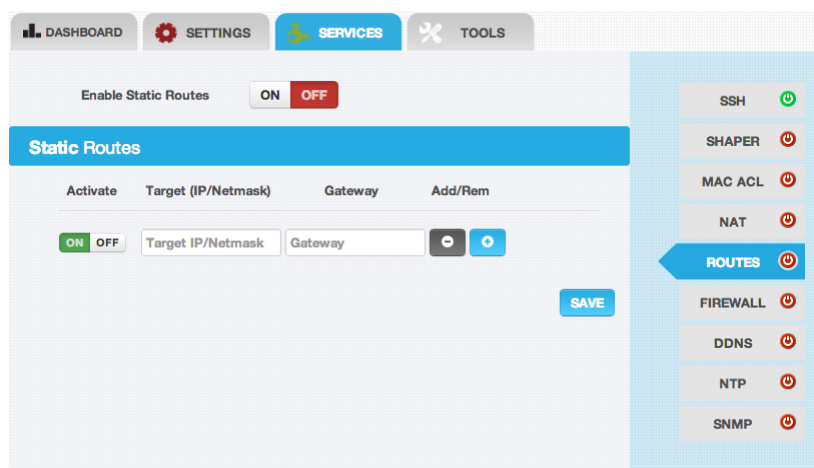 DASHBOARD SETTINGS SERVICES TOOLS
Enable Static Routes ON OFF
Static Routes
Activate Target (IP/Netmask) Gateway Add/Rem
ON OFF Target IP/Netmask Gateway
SAVE
SSH
SHAPER
MAC ACL
NAT
ROUTES
FIREWALL
DDNS
NTP
SNMP